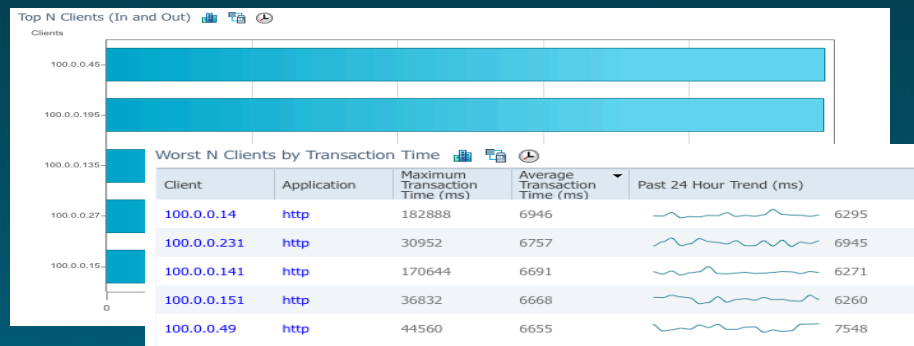 Top N Clients (In and Out)
Clients
100.0.0.45
100.0.0.195
100.0.0.135
100.0.0.27
100.0.0.15
0
Worst N Clients by Transaction Time
Client Application Maximum Transaction Time (ms) Average Transaction Time (ms) Past 24 Hour Trend (ms)
100.0.0.14 http 182888 6946 6295
100.0.0.231 http 30952 6757 6945
100.0.0.141 http 170644 6691 6271
100.0.0.151 http 36832 6668 6260
100.0.0.49 http 44560 6655 7548